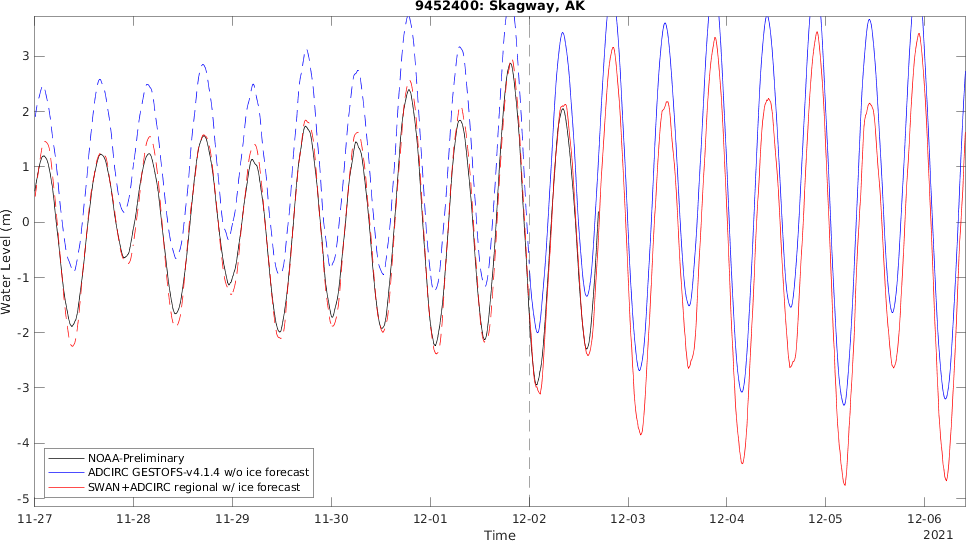 9452400: Skagway, AK
Water Level (m)
3
2
1
0
-1
-2
-3
-4
-5
NOAA-Preliminary
ADCIRC GESTOFS-v4.1.4 w/o ice forecast
SWAN+ADCIRC regional w/ ice forecast
11-27 11-28 11-29 11-30 12-01 12-02 12-03 12-04 12-05 12-06
Time
2021